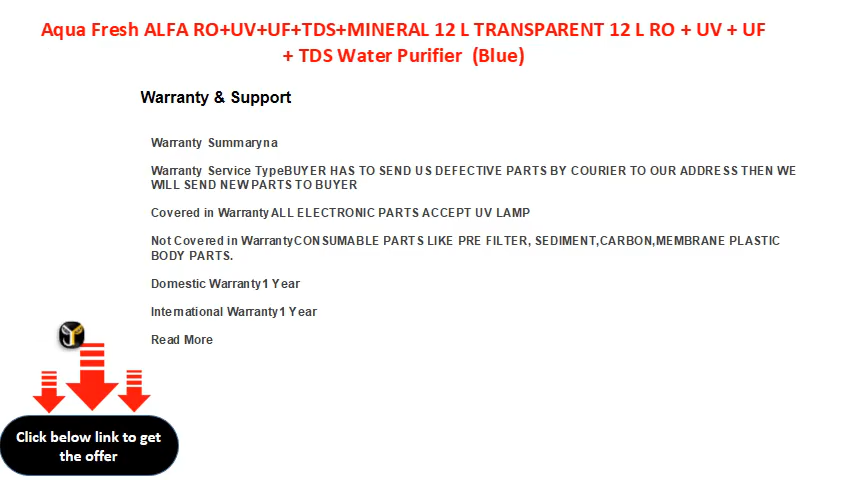 Aqua Fresh ALFA RO+UV+UF+TDS+MINERAL 12 L TRANSPARENT 12 L RO + UV + UF
+ TDS Water Purifier (Blue)
Warranty & Support
Warranty Summaryna
Warranty Service TypeBUYER HAS TO SEND US DEFECTIVE PARTS BY COURIER TO OUR ADDRESS THEN WE
WILL SEND NEW PARTS TO BUYER
Covered in WarrantyALL ELECTRONIC PARTS ACCEPT UV LAMP
Not Covered in WarrantyCONSUMABLE PARTS LIKE PRE FILTER, SEDIMENT,CARBON,MEMBRANE PLASTIC
BODY PARTS.
Domestic Warranty1 Year
International Warranty1 Year
Read More
Click below link to get
the offer